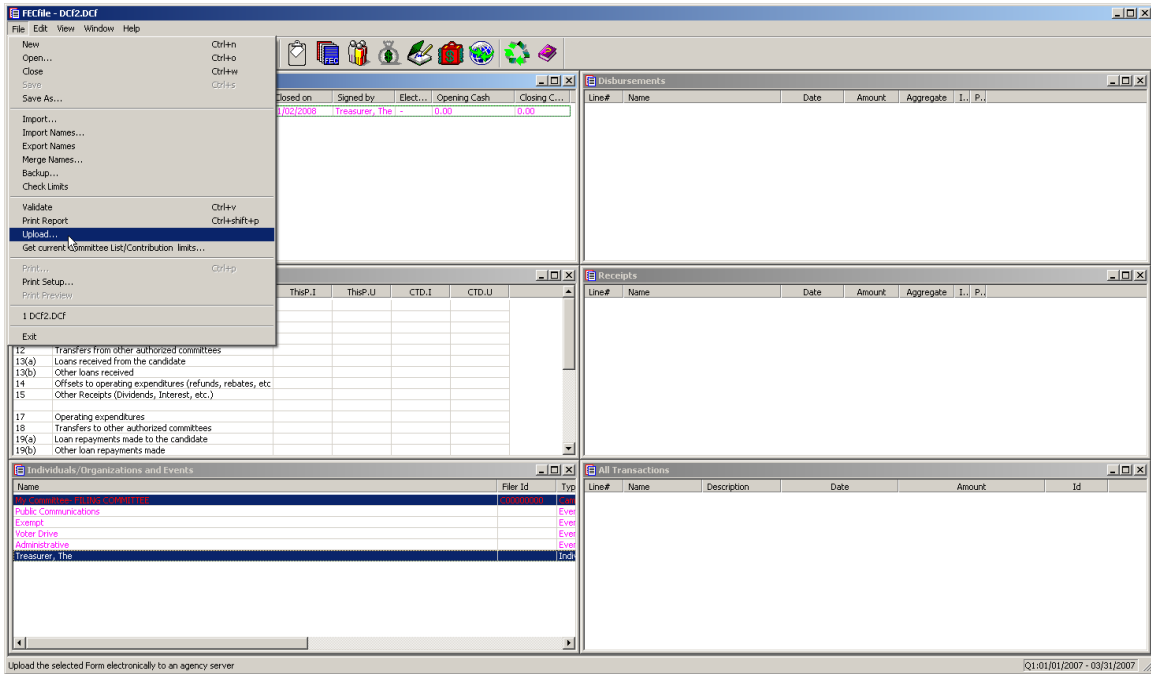 FECfile - DCf2.DCf
File Edit View Window Help
New Ctrl+n
Open... Ctrl+o
Close Ctrl+w
Save Ctrl+s
Save As...
Import...
Import Names...
Export Names
Merge Names...
Backup...
Check Limits
Validate Ctrl+v
Print Report Ctrl+shift+p
Upload...
Get current Committee List/Contribution limits...
Print... Ctrl+p
Print Setup...
Print Preview
1 DCf2.DCf
Exit
FEC
Closed on Signed by Elect... Opening Cash Closing C...
1/02/2008 Treasurer, The - 0.00 0.00
Disbursements
Line# Name Date Amount Aggregate I.. P..
ThisP.I ThisP.U CTD.I CTD.U
12 Transfers from other authorized committees
13(a) Loans received from the candidate
13(b) Other loans received
14 Offsets to operating expenditures (refunds, rebates, etc
15 Other Receipts (Dividends, Interest, etc.)
17 Operating expenditures
18 Transfers to other authorized committees
19(a) Loan repayments made to the candidate
19(b) Other loan repayments made
Receipts
Line# Name Date Amount Aggregate I.. P..
Individuals/Organizations and Events
Name Filer Id Typ
My Committee- FILING COMMITTEE C00000000 Cam
Public Communications Ever
Exempt Ever
Voter Drive Ever
Administrative Ever
Treasurer, The Indi
All Transactions
Line# Name Description Date Amount Id
Upload the selected Form electronically to an agency server
Q1:01/01/2007 - 03/31/2007